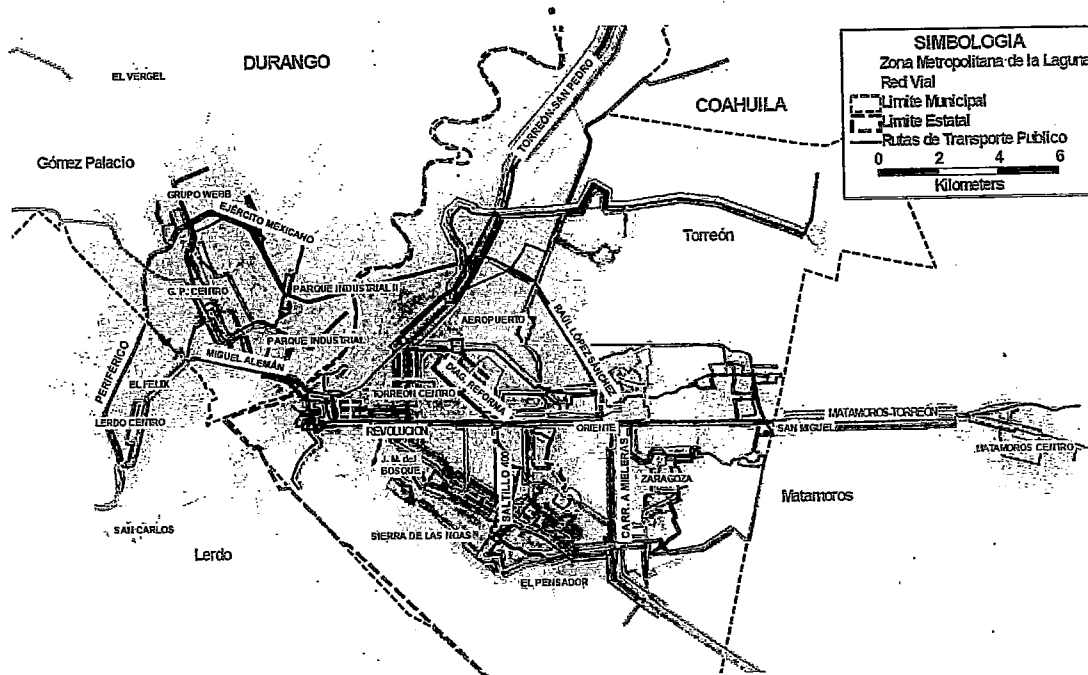 SIMBOLOGIA
Zona Metropolitana de la Laguna
Red Vial
Limite Municipal
Limite Estatal
Rutas de Transporte Publico
0 2 4 6
Kilometers
DURANGO
EL VERGEL
COAHUILA
TORREÓN-SAN PEDRO
Gómez Palacio
GRUPO WEBB
EJÉRCITO MEXICANO
Torreón
G. P. CENTRO
PARQUE INDUSTRIAL II
AEROPUERTO
RAÚL LÓPEZ SÁNCHEZ
PARQUE INDUSTRIAL
MIGUEL ALEMÁN
PERIFÉRICO
EL FELIX
DIAG. REFORMA
TORREÓN CENTRO
LERDO CENTRO
REVOLUCIÓN
ORIENTE
MATAMOROS-TORREÓN
SAN MIGUEL
MATAMOROS CENTRO
J. M. del
BOSQUE
SALTILLO 400
CARR. A MIELERAS
ZARAGOZA
Matamoros
SAN CARLOS
SIERRA DE LAS NOAS
Lerdo
EL PENSADOR